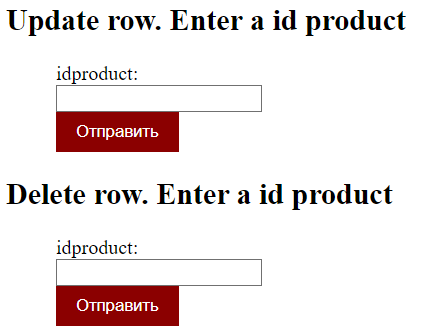 Update row. Enter a id product
idproduct:
Отправить
Delete row. Enter a id product
idproduct:
Отправить